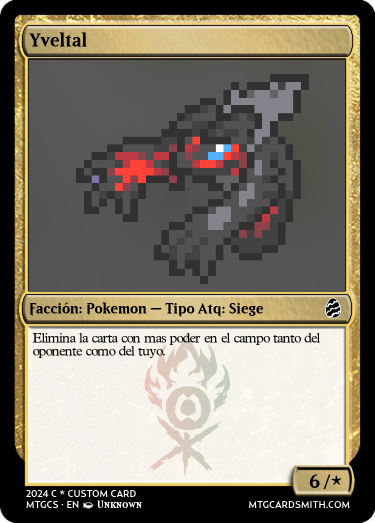 Yveltal
Facción: Pokemon — Tipo Atq: Siege
Elimina la carta con mas poder en el campo tanto del
oponente como del tuyo.
6 /★
2024 C * CUSTOM CARD
MTGCS · EN Unknown
MTGCARDSMITH.COM